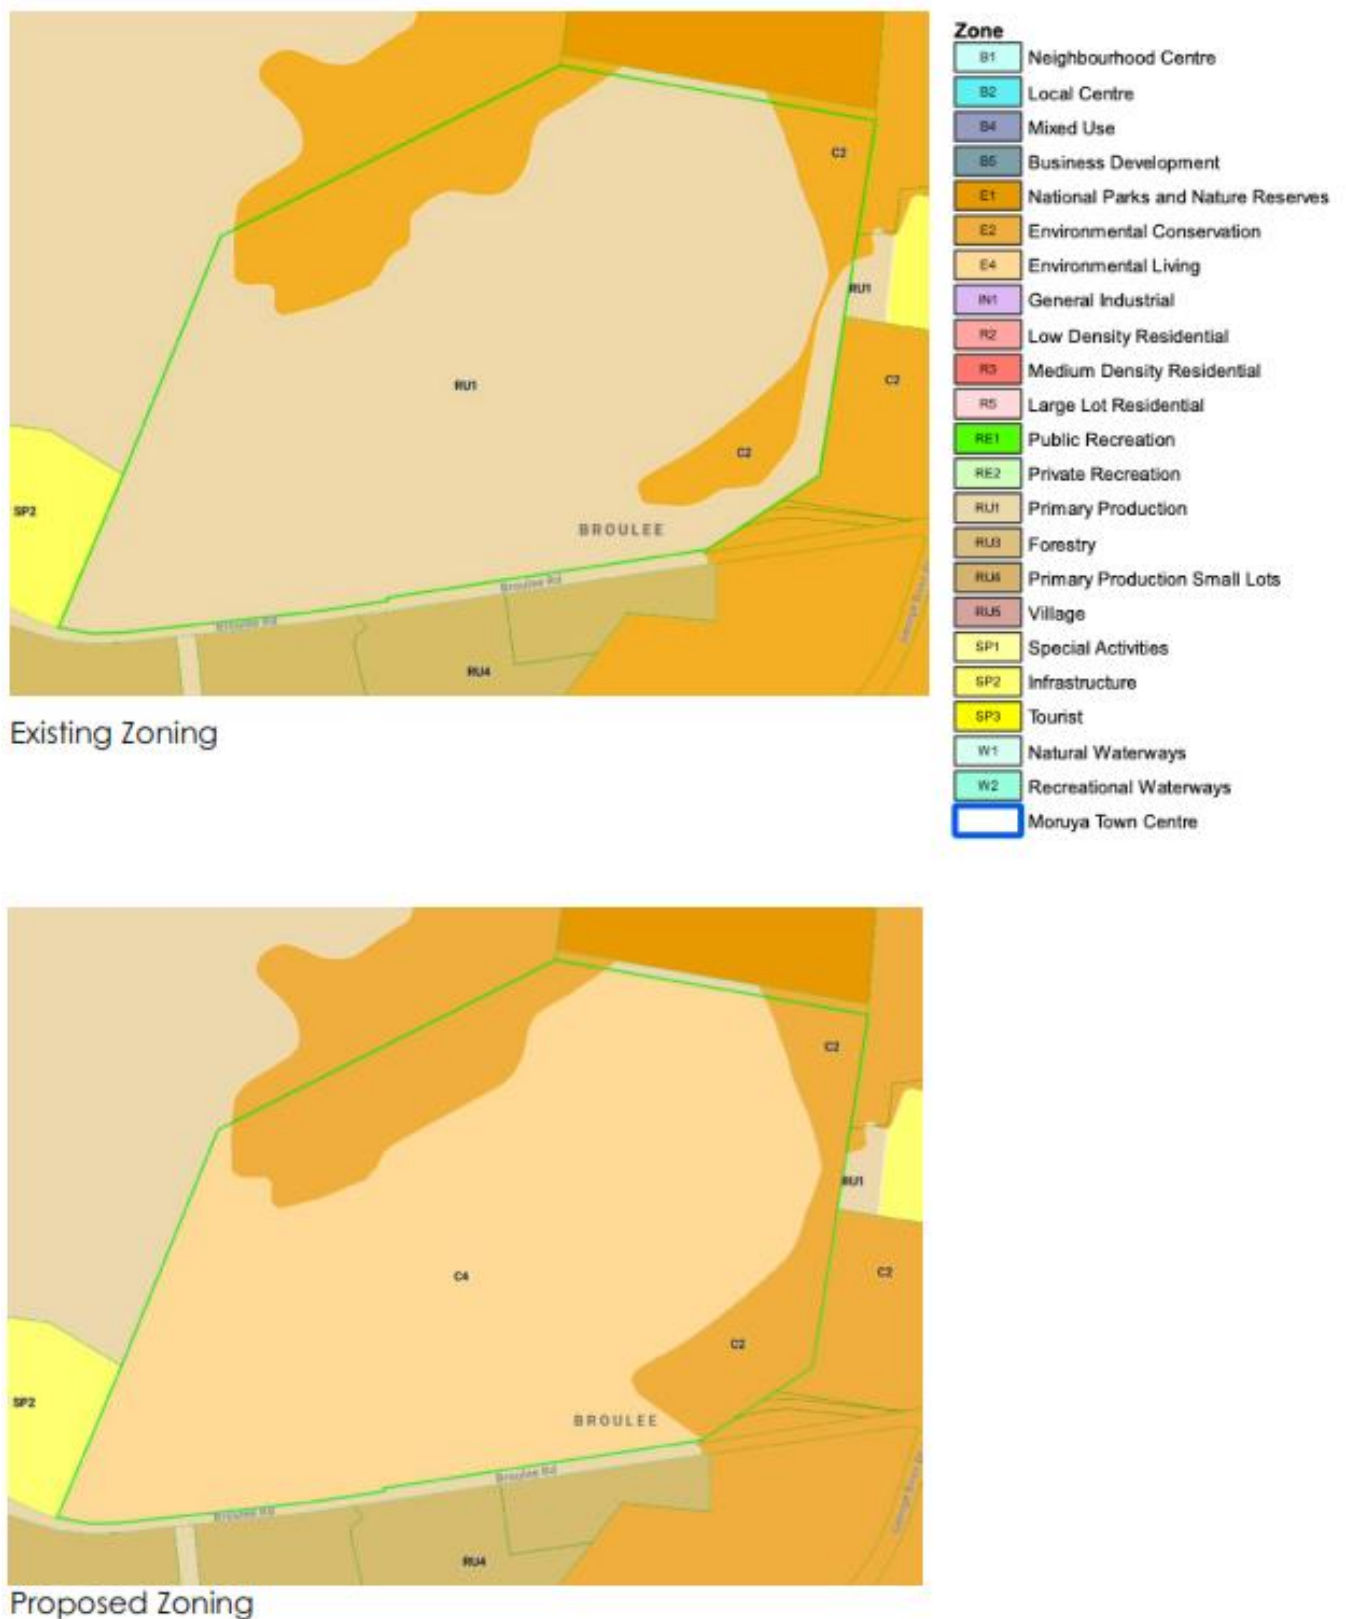 Zone
B1 Neighbourhood Centre
B2 Local Centre
B4 Mixed Use
B5 Business Development
E1 National Parks and Nature Reserves
E2 Environmental Conservation
E4 Environmental Living
IN1 General Industrial
R2 Low Density Residential
R3 Medium Density Residential
R5 Large Lot Residential
RE1 Public Recreation
RE2 Private Recreation
RU1 Primary Production
RU3 Forestry
RU4 Primary Production Small Lots
RU5 Village
SP1 Special Activities
SP2 Infrastructure
SP3 Tourist
W1 Natural Waterways
W2 Recreational Waterways
Moruya Town Centre
C2
RU1
C2
RU1
C2
SP2
BROULEE
Broulee Rd
Broulee Rd
RU4
Existing Zoning
C2
RU1
C2
C4
C2
SP2
BROULEE
Broulee Rd
Broulee Rd
RU4
Proposed Zoning